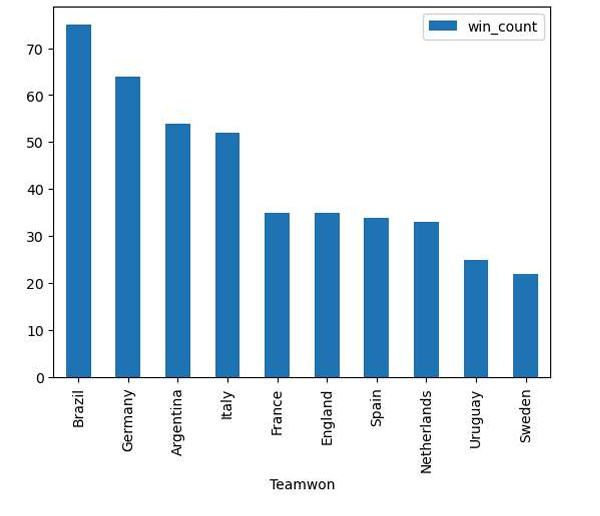 win_count
70
60
50
40
30
20
10
0
Brazil
Germany
Argentina
Italy
France
England
Spain
Netherlands
Uruguay
Sweden
Teamwon